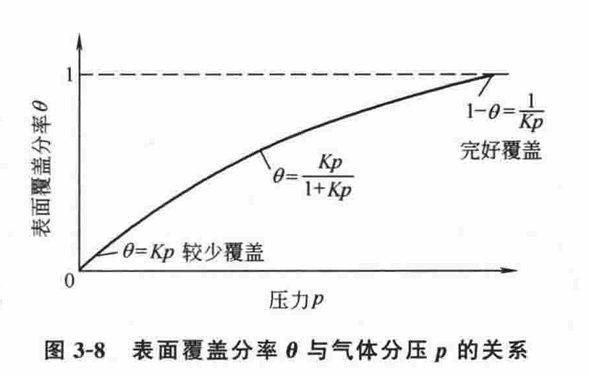 1
表面覆盖分率θ
1-θ=1/Kp
完好覆盖
θ=Kp/1+Kp
θ=Kp 较少覆盖
0
压力p
图 3-8 表面覆盖分率 θ 与气体分压 p 的关系